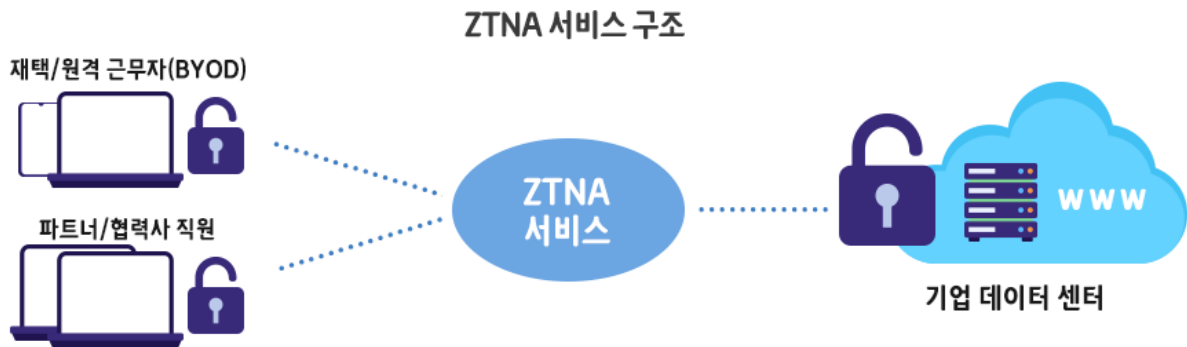 ZTNA 서비스 구조
재택/원격 근무자(BYOD)
파트너/협력사 직원
ZTNA
서비스
www
기업 데이터 센터